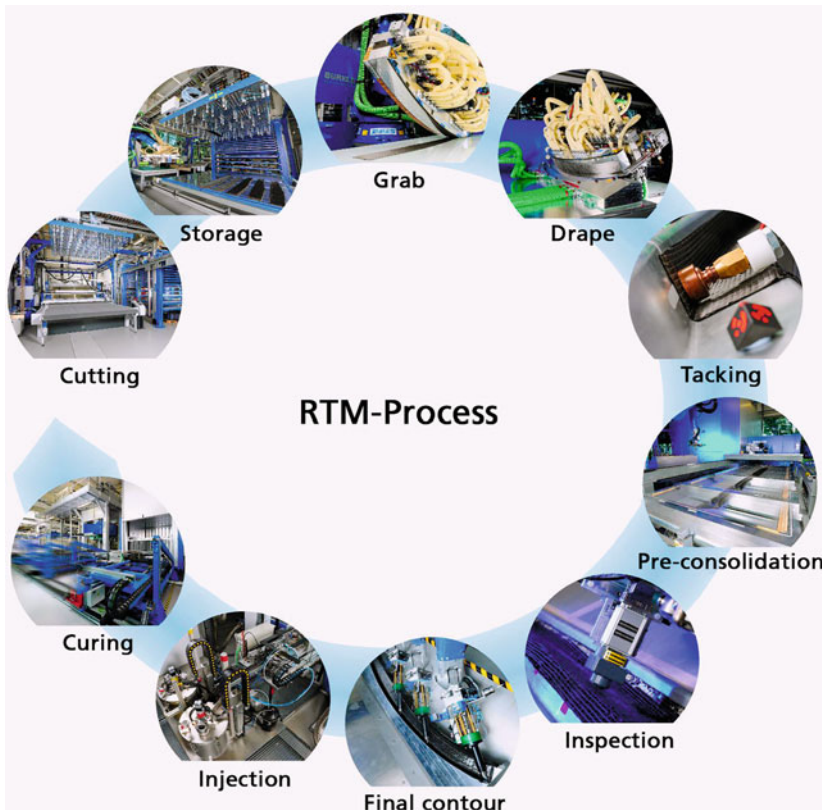 Grab
Storage
Drape
Cutting
Tacking
RTM-Process
Pre-consolidation
Curing
Inspection
Injection
Final contour